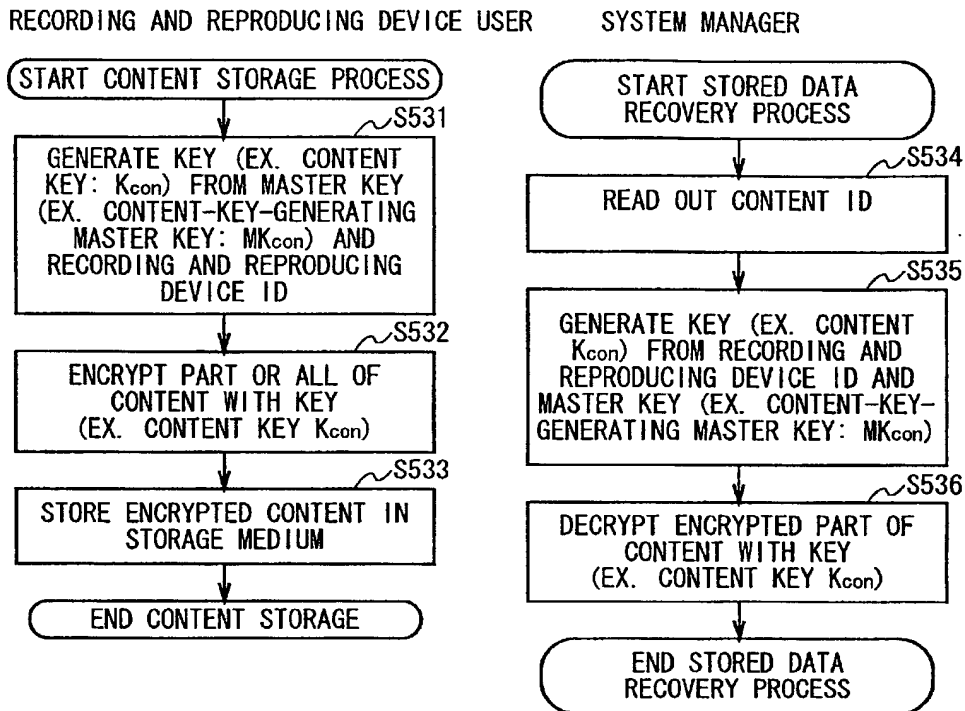 RECORDING AND REPRODUCING DEVICE USER
START CONTENT STORAGE PROCESS
S531
GENERATE KEY (EX. CONTENT
KEY: Kcon) FROM MASTER KEY
(EX. CONTENT-KEY-GENERATING
MASTER KEY: MKcon) AND
RECORDING AND REPRODUCING
DEVICE ID
S532
ENCRYPT PART OR ALL OF
CONTENT WITH KEY
(EX. CONTENT KEY Kcon)
S533
STORE ENCRYPTED CONTENT IN
STORAGE MEDIUM
END CONTENT STORAGE
SYSTEM MANAGER
START STORED DATA
RECOVERY PROCESS
S534
READ OUT CONTENT ID
S535
GENERATE KEY (EX. CONTENT
Kcon) FROM RECORDING AND
REPRODUCING DEVICE ID AND
MASTER KEY (EX. CONTENT-KEY-
GENERATING MASTER KEY: MKcon)
S536
DECRYPT ENCRYPTED PART OF
CONTENT WITH KEY
(EX. CONTENT KEY Kcon)
END STORED DATA
RECOVERY PROCESS